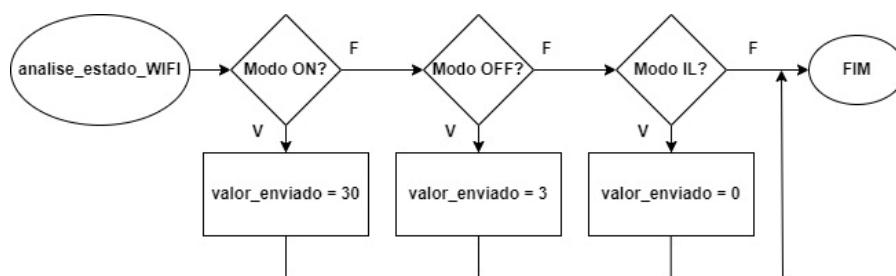 analise_estado_WIFI
Modo ON?
F
Modo OFF?
F
Modo IL?
F
FIM
V
V
V
valor_enviado = 30
valor_enviado = 3
valor_enviado = 0